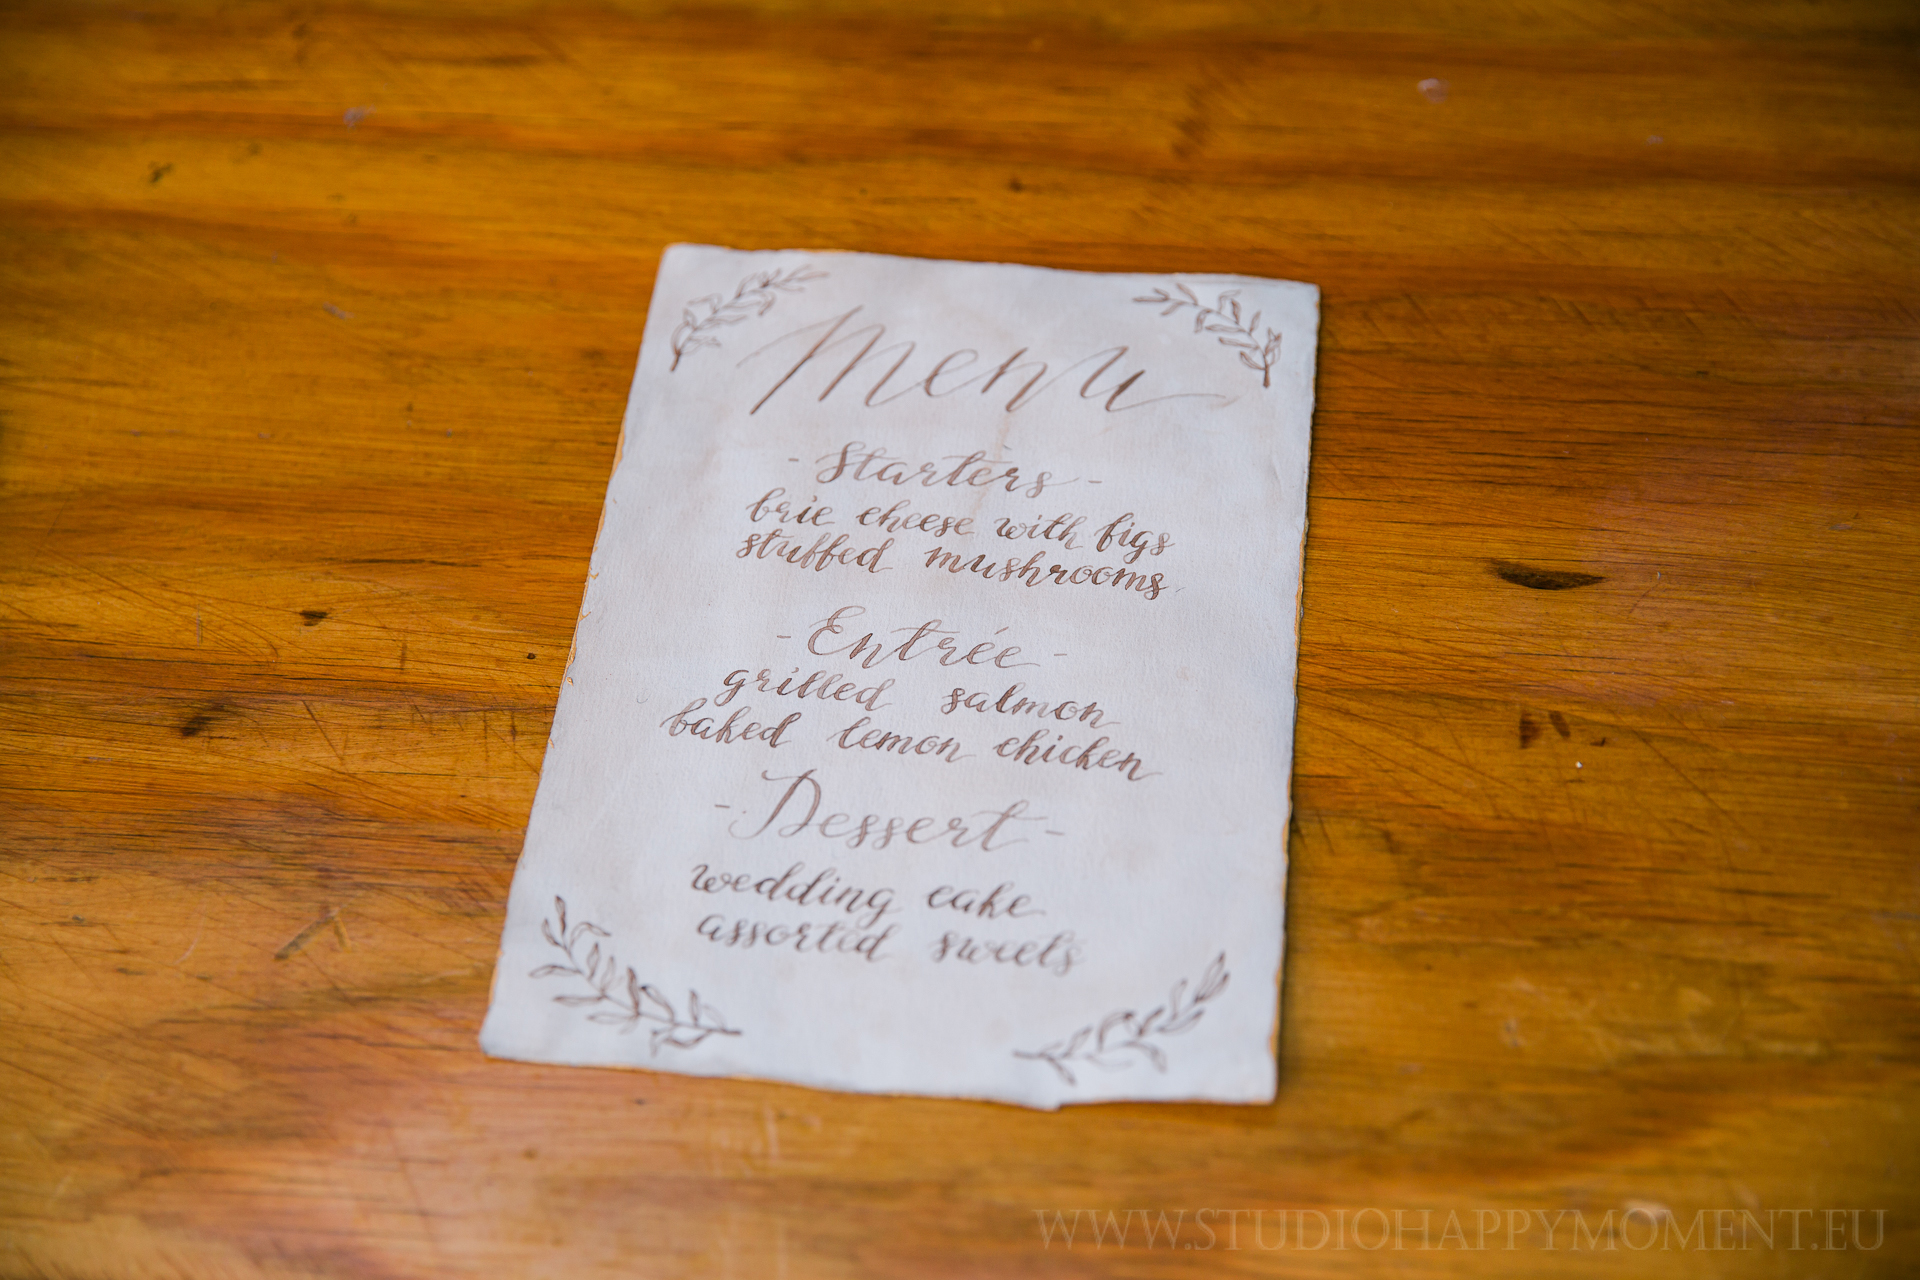 Menu
- Starters -
brie cheese with figs
stuffed mushrooms
- Entrée -
grilled salmon
baked lemon chicken
- Dessert -
wedding cake
assorted sweets
WWW.STUDIOHAPPYMOMENT.EU